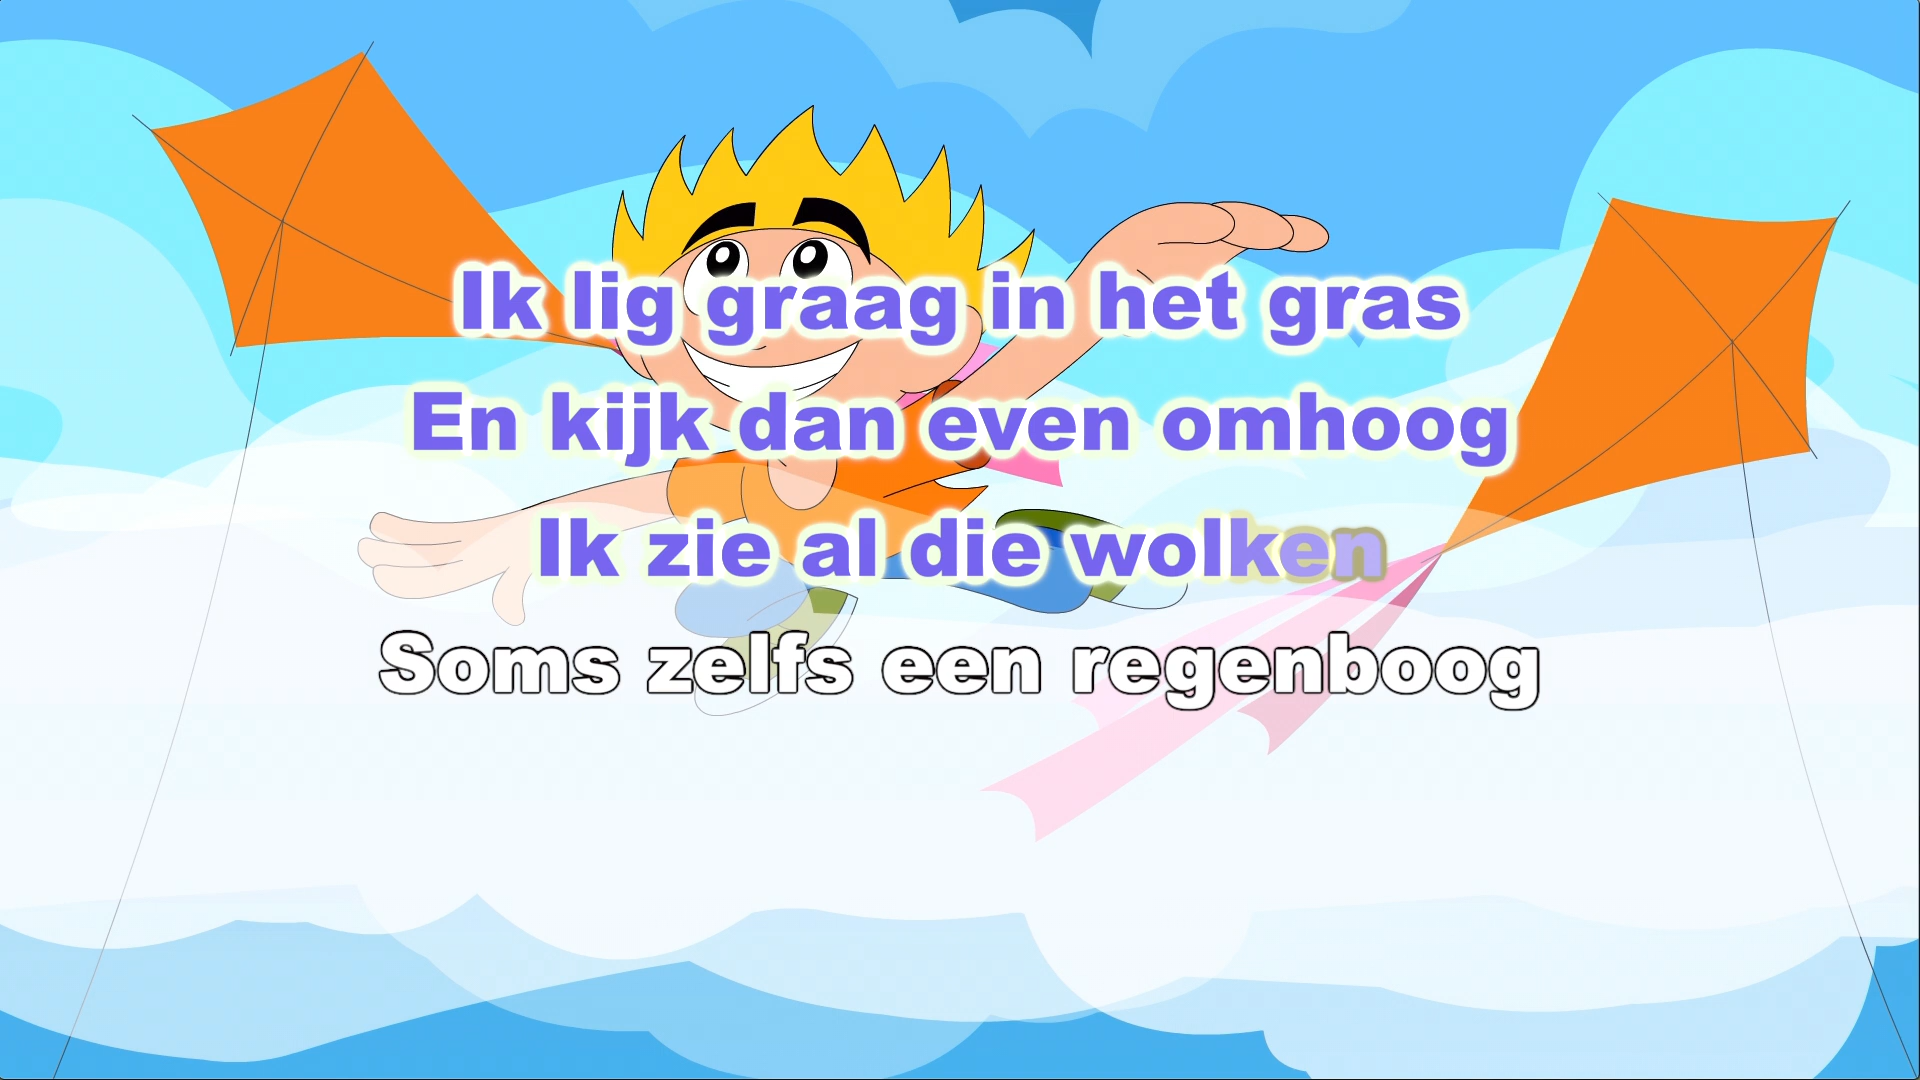 Ik lig graag in het gras
En kijk dan even omhoog
Ik zie al die wolken
Soms zelfs een regenboog